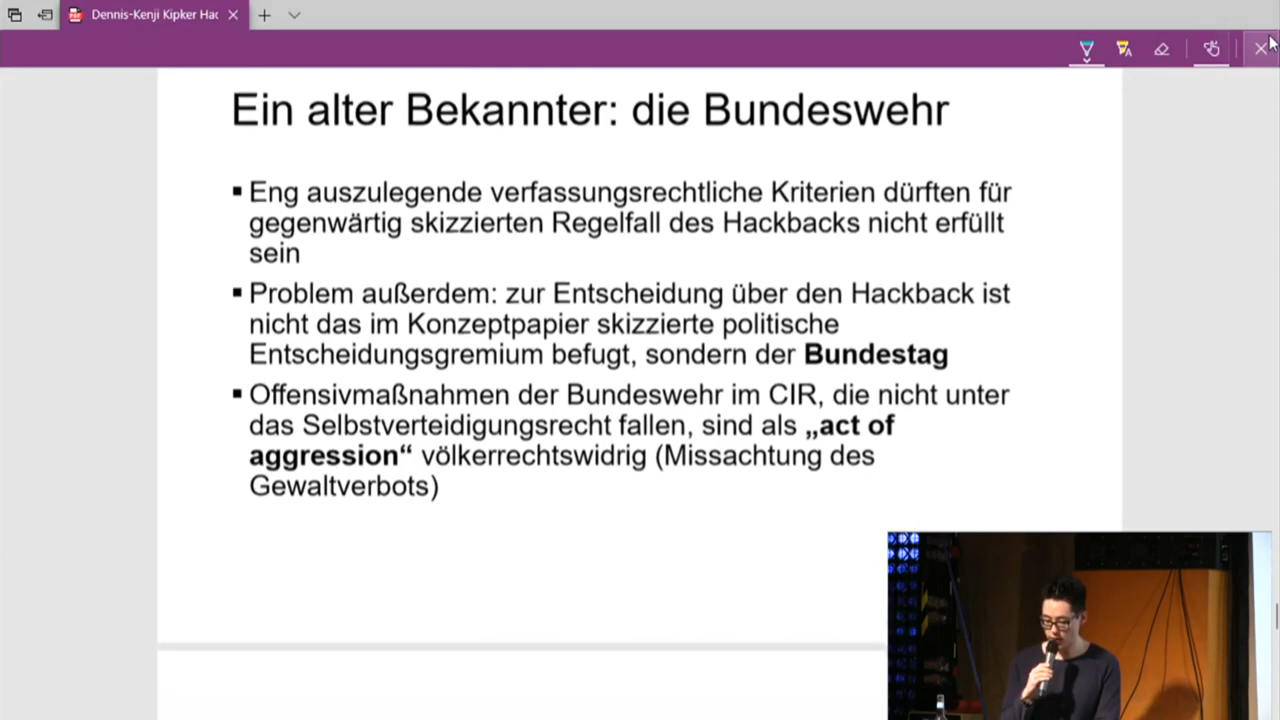 Dennis-Kenji Kipker Hac
Ein alter Bekannter: die Bundeswehr
▪ Eng auszulegende verfassungsrechtliche Kriterien dürften für
gegenwärtig skizzierten Regelfall des Hackbacks nicht erfüllt
sein
▪ Problem außerdem: zur Entscheidung über den Hackback ist
nicht das im Konzeptpapier skizzierte politische
Entscheidungsgremium befugt, sondern der Bundestag
▪ Offensivmaßnahmen der Bundeswehr im CIR, die nicht unter
das Selbstverteidigungsrecht fallen, sind als „act of
aggression“ völkerrechtswidrig (Missachtung des
Gewaltverbots)